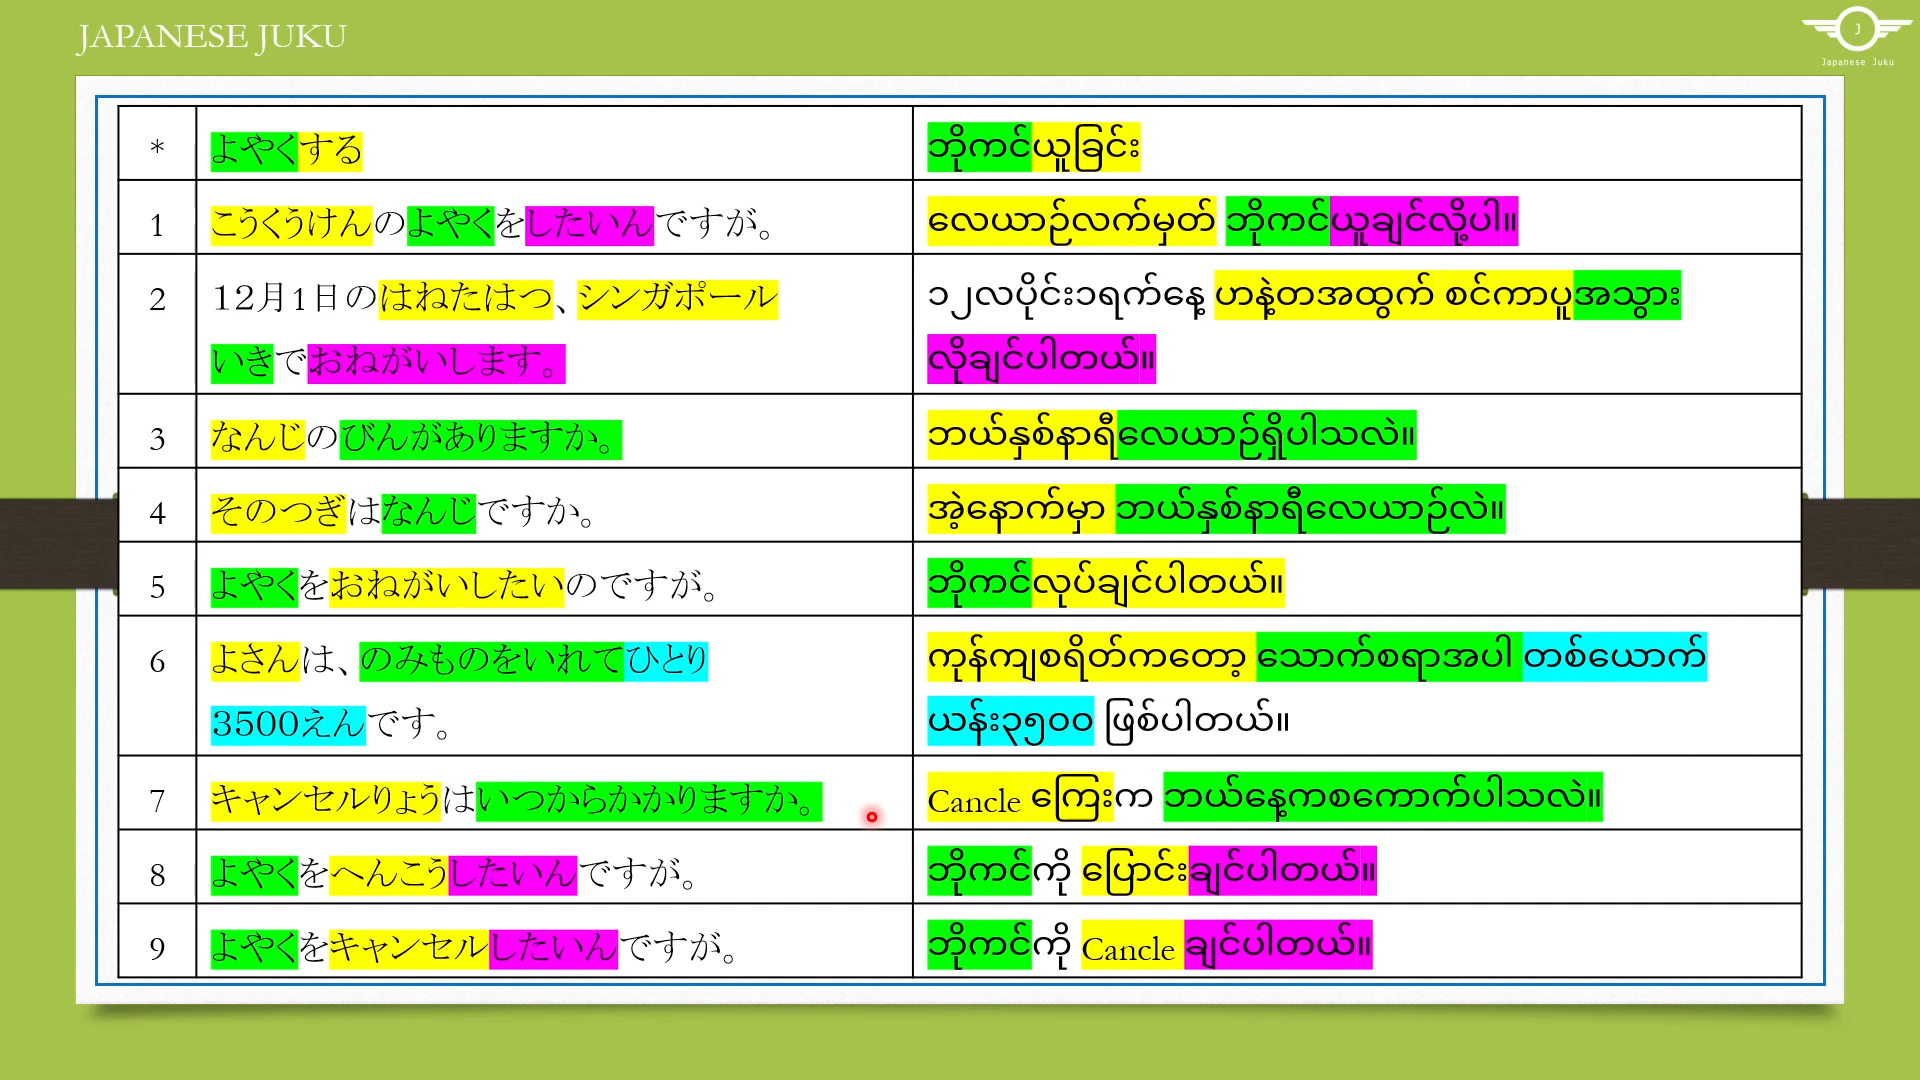 JAPANESE JUKU
J
Japanese Juku
* よやくする ဘိုကင်ယူခြင်း
1 こうくうけんのよやくをしたいんですが。 လေယာဉ်လက်မှတ် ဘိုကင်ယူချင်လို့ပါ။
2 12月1日のはねたはつ、シンガポール ၁၂လပိုင်း၁ရက်နေ့ ဟနဲ့တအထွက် စင်ကာပူအသွား
いきでおねがいします。 လိုချင်ပါတယ်။
3 なんじのびんがありますか。 ဘယ်နှစ်နာရီလေယာဉ်ရှိပါသလဲ။
4 そのつぎはなんじですか。 အဲ့နောက်မှာ ဘယ်နှစ်နာရီလေယာဉ်လဲ။
5 よやくをおねがいしたいのですが。 ဘိုကင်လုပ်ချင်ပါတယ်။
6 よさんは、のみものをいれてひとり ကုန်ကျစရိတ်ကတော့ သောက်စရာအပါ တစ်ယောက်
3500えんです。 ယန်း၃၅၀၀ ဖြစ်ပါတယ်။
7 キャンセルりょうはいつからかかりますか。 Cancle ကြေးက ဘယ်နေ့ကစကောက်ပါသလဲ။
8 よやくをへんこうしたいんですが。 ဘိုကင်ကို ပြောင်းချင်ပါတယ်။
9 よやくをキャンセルしたいんですが。 ဘိုကင်ကို Cancle ချင်ပါတယ်။